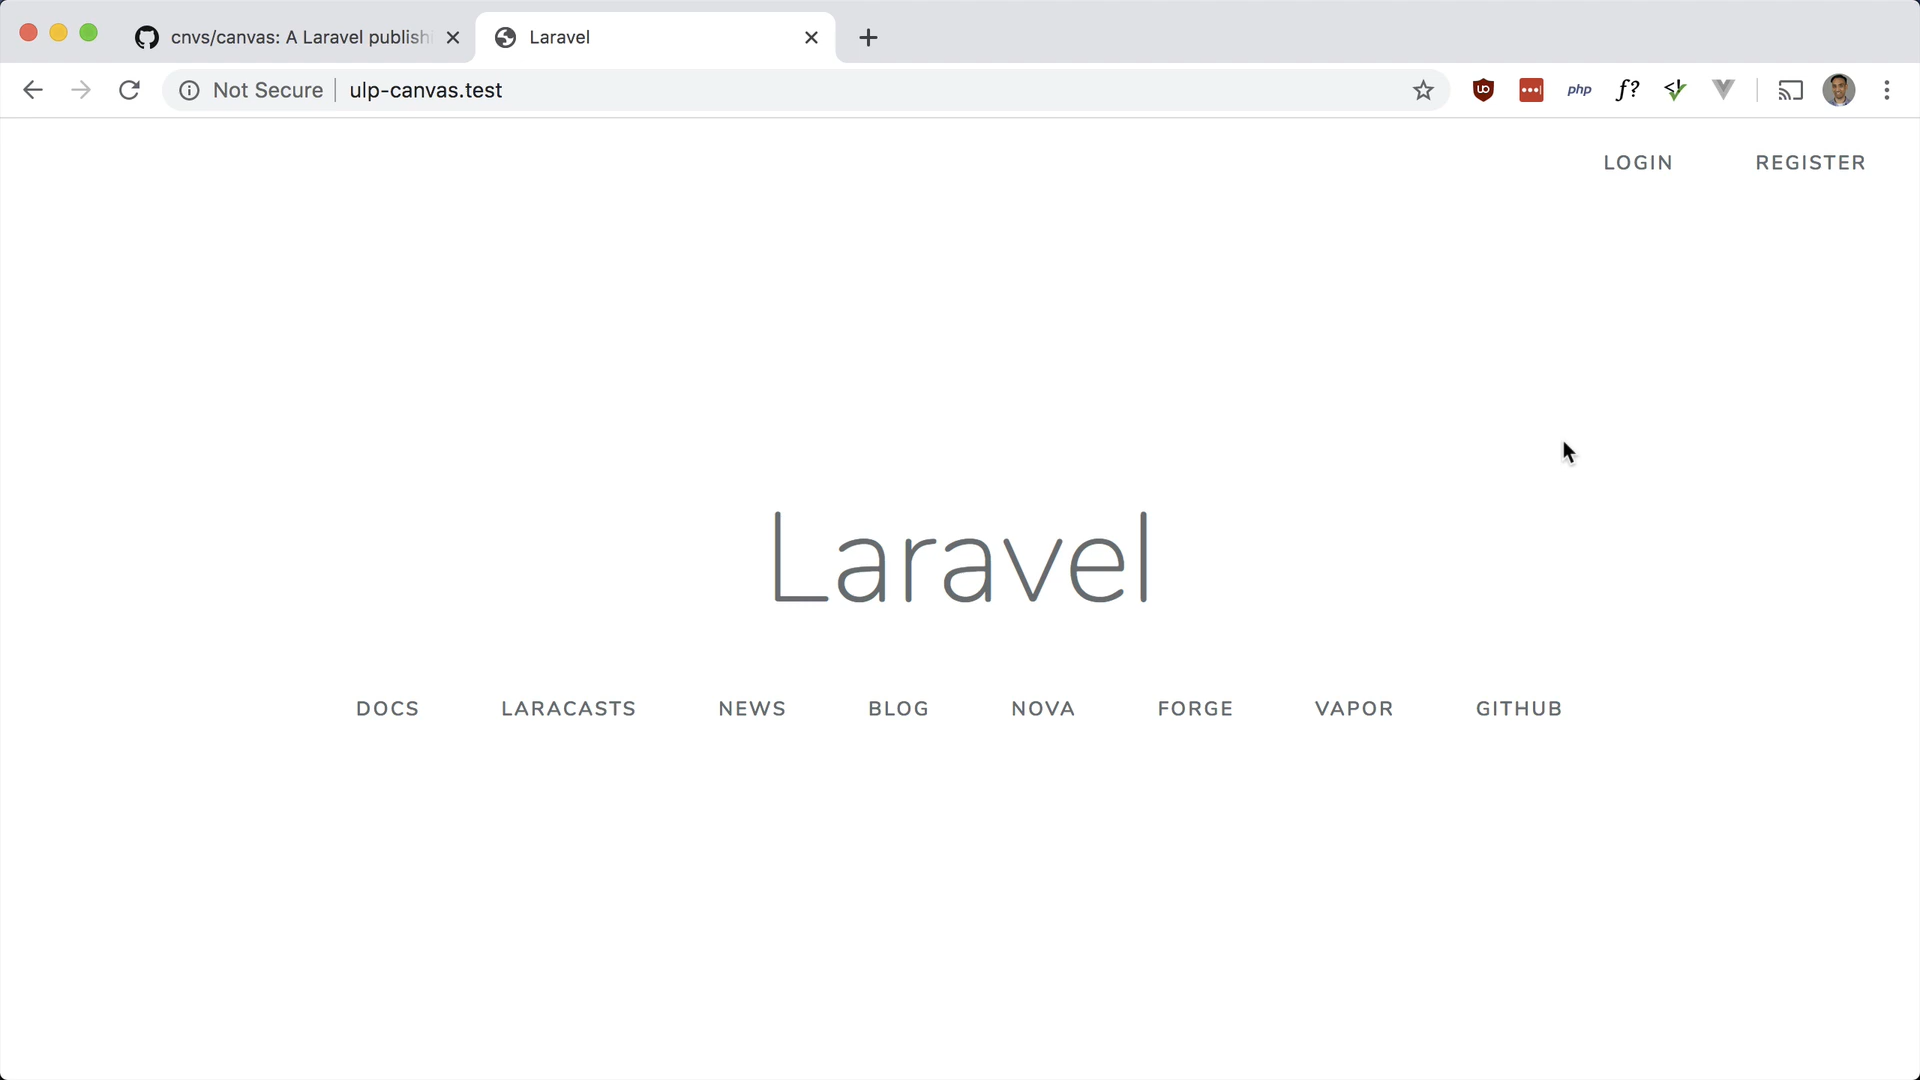 cnvs/canvas: A Laravel publish
Laravel
Not Secure
ulp-canvas.test
php
f?
LOGIN
REGISTER
Laravel
DOCS
LARACASTS
NEWS
BLOG
NOVA
FORGE
VAPOR
GITHUB